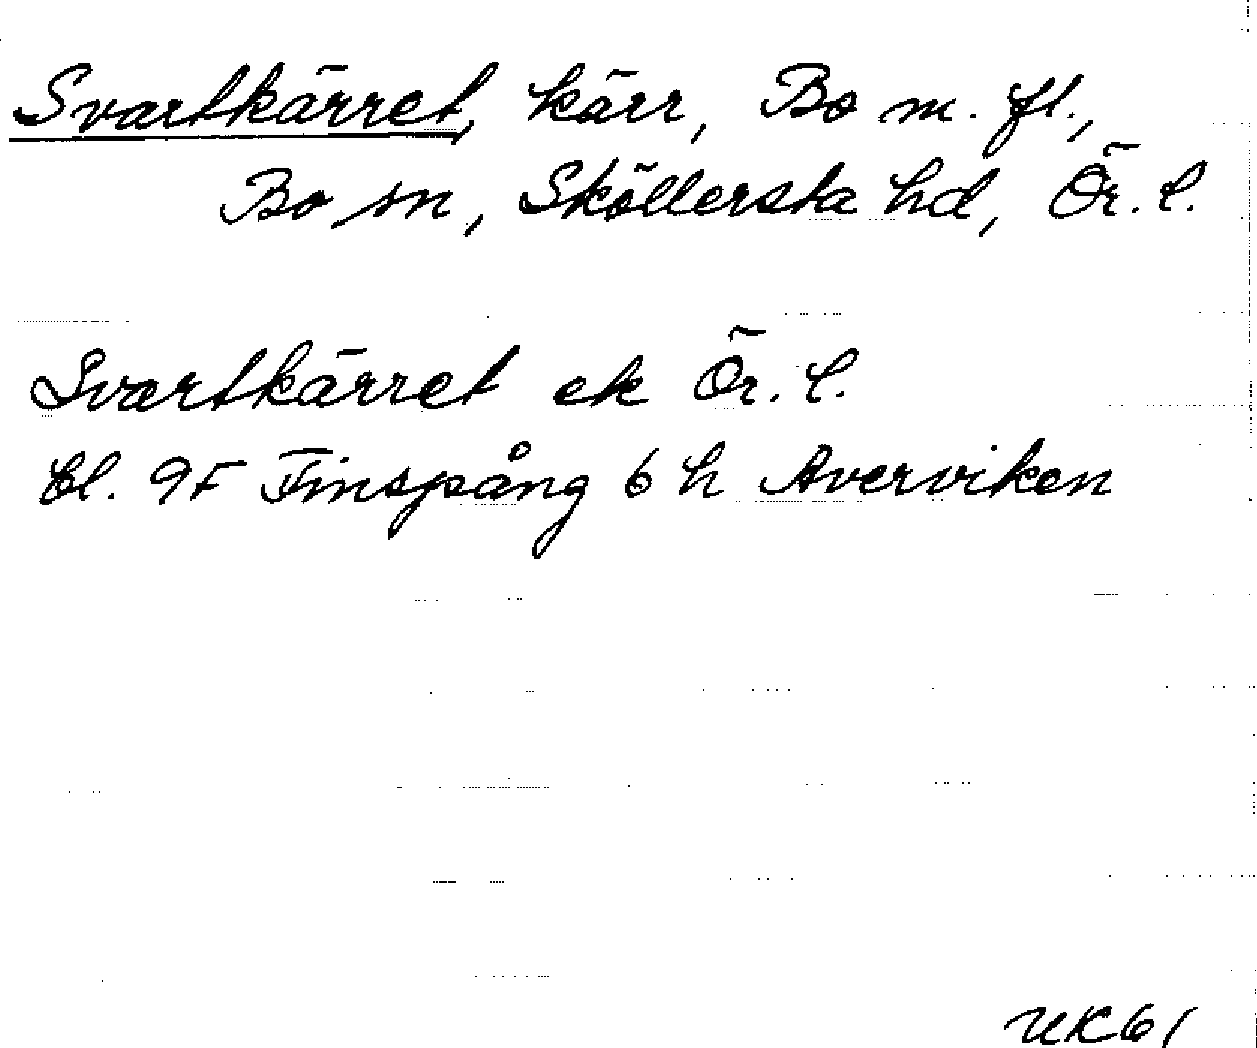 Svartkärret, kärr, Bo m. fl.,
Bo sn, Sköllersta hd, Ör. l.
Svartkärret ek Ör. l.
bl. 9F Finspång 6 h Averviken
UK61